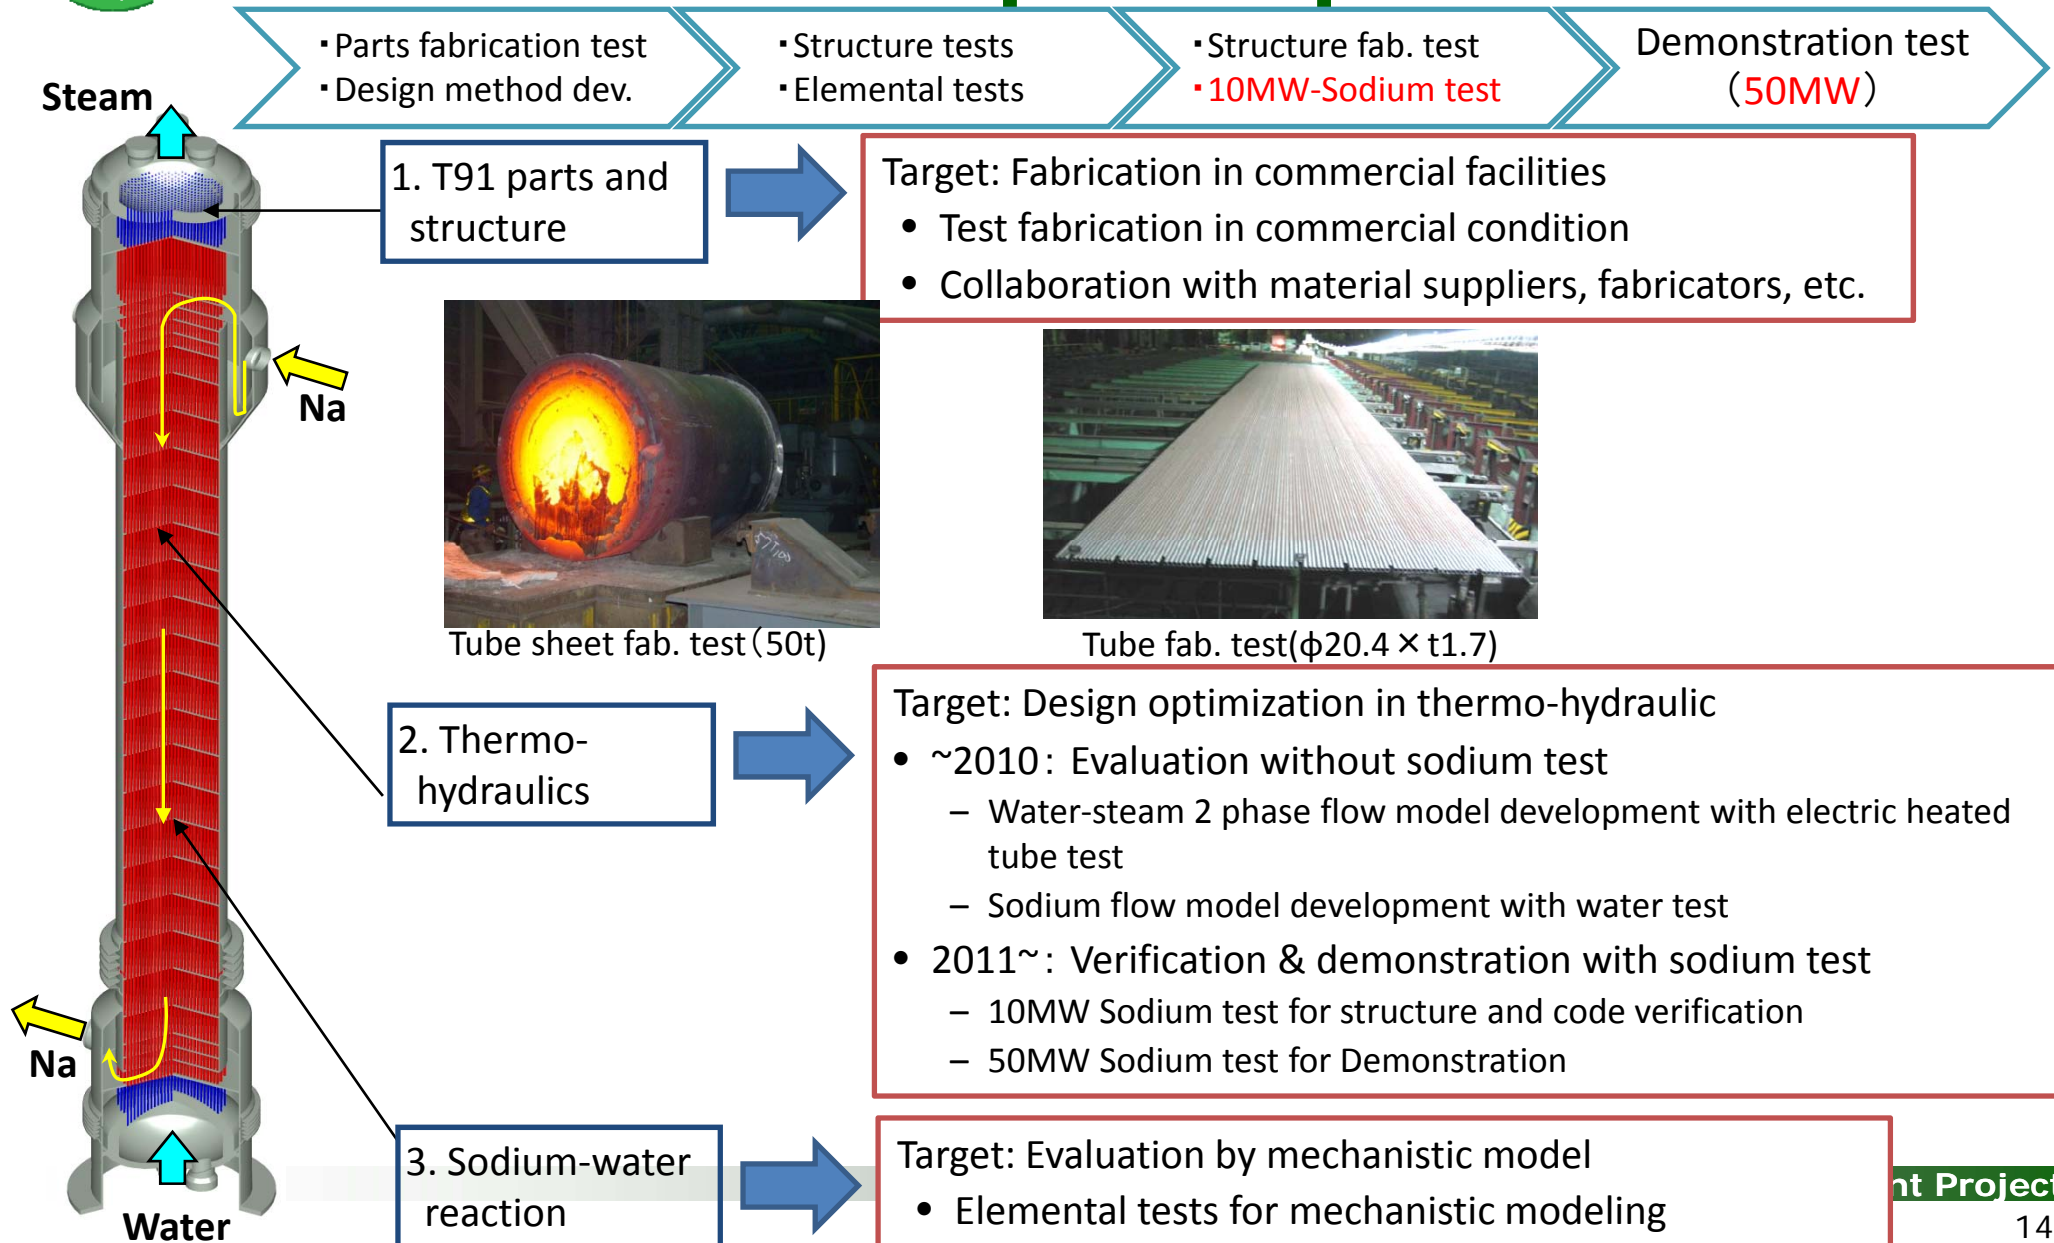 ・Parts fabrication test
・Design method dev.
・Structure tests
・Elemental tests
・Structure fab. test
・10MW-Sodium test
Demonstration test
（50MW）
Steam
1. T91 parts and
structure
Target: Fabrication in commercial facilities
• Test fabrication in commercial condition
• Collaboration with material suppliers, fabricators, etc.
Na
Tube sheet fab. test（50t)
Tube fab. test(φ20.4×t1.7)
2. Thermo-
hydraulics
Target: Design optimization in thermo-hydraulic
• ~2010： Evaluation without sodium test
– Water-steam 2 phase flow model development with electric heated
tube test
– Sodium flow model development with water test
• 2011~： Verification & demonstration with sodium test
– 10MW Sodium test for structure and code verification
– 50MW Sodium test for Demonstration
Na
3. Sodium-water
reaction
Target: Evaluation by mechanistic model
• Elemental tests for mechanistic modeling
Water
nt Project
14